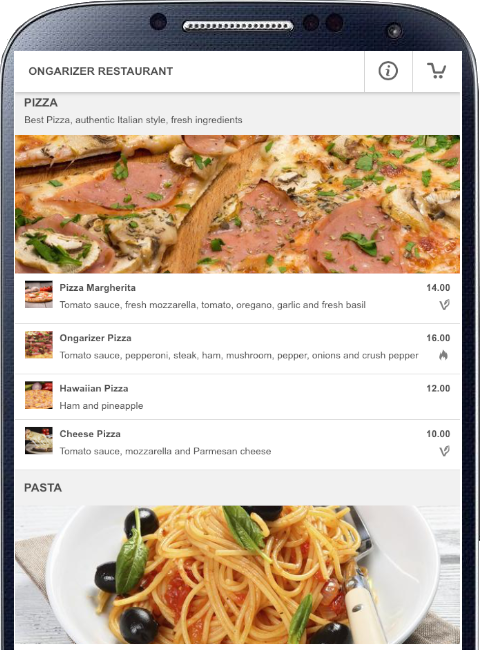 ONGARIZER RESTAURANT
PIZZA
Best Pizza, authentic Italian style, fresh ingredients
Pizza Margherita 14.00
Tomato sauce, fresh mozzarella, tomato, oregano, garlic and fresh basil
Ongarizer Pizza 16.00
Tomato sauce, pepperoni, steak, ham, mushroom, pepper, onions and crush pepper
Hawaiian Pizza 12.00
Ham and pineapple
Cheese Pizza 10.00
Tomato sauce, mozzarella and Parmesan cheese
PASTA